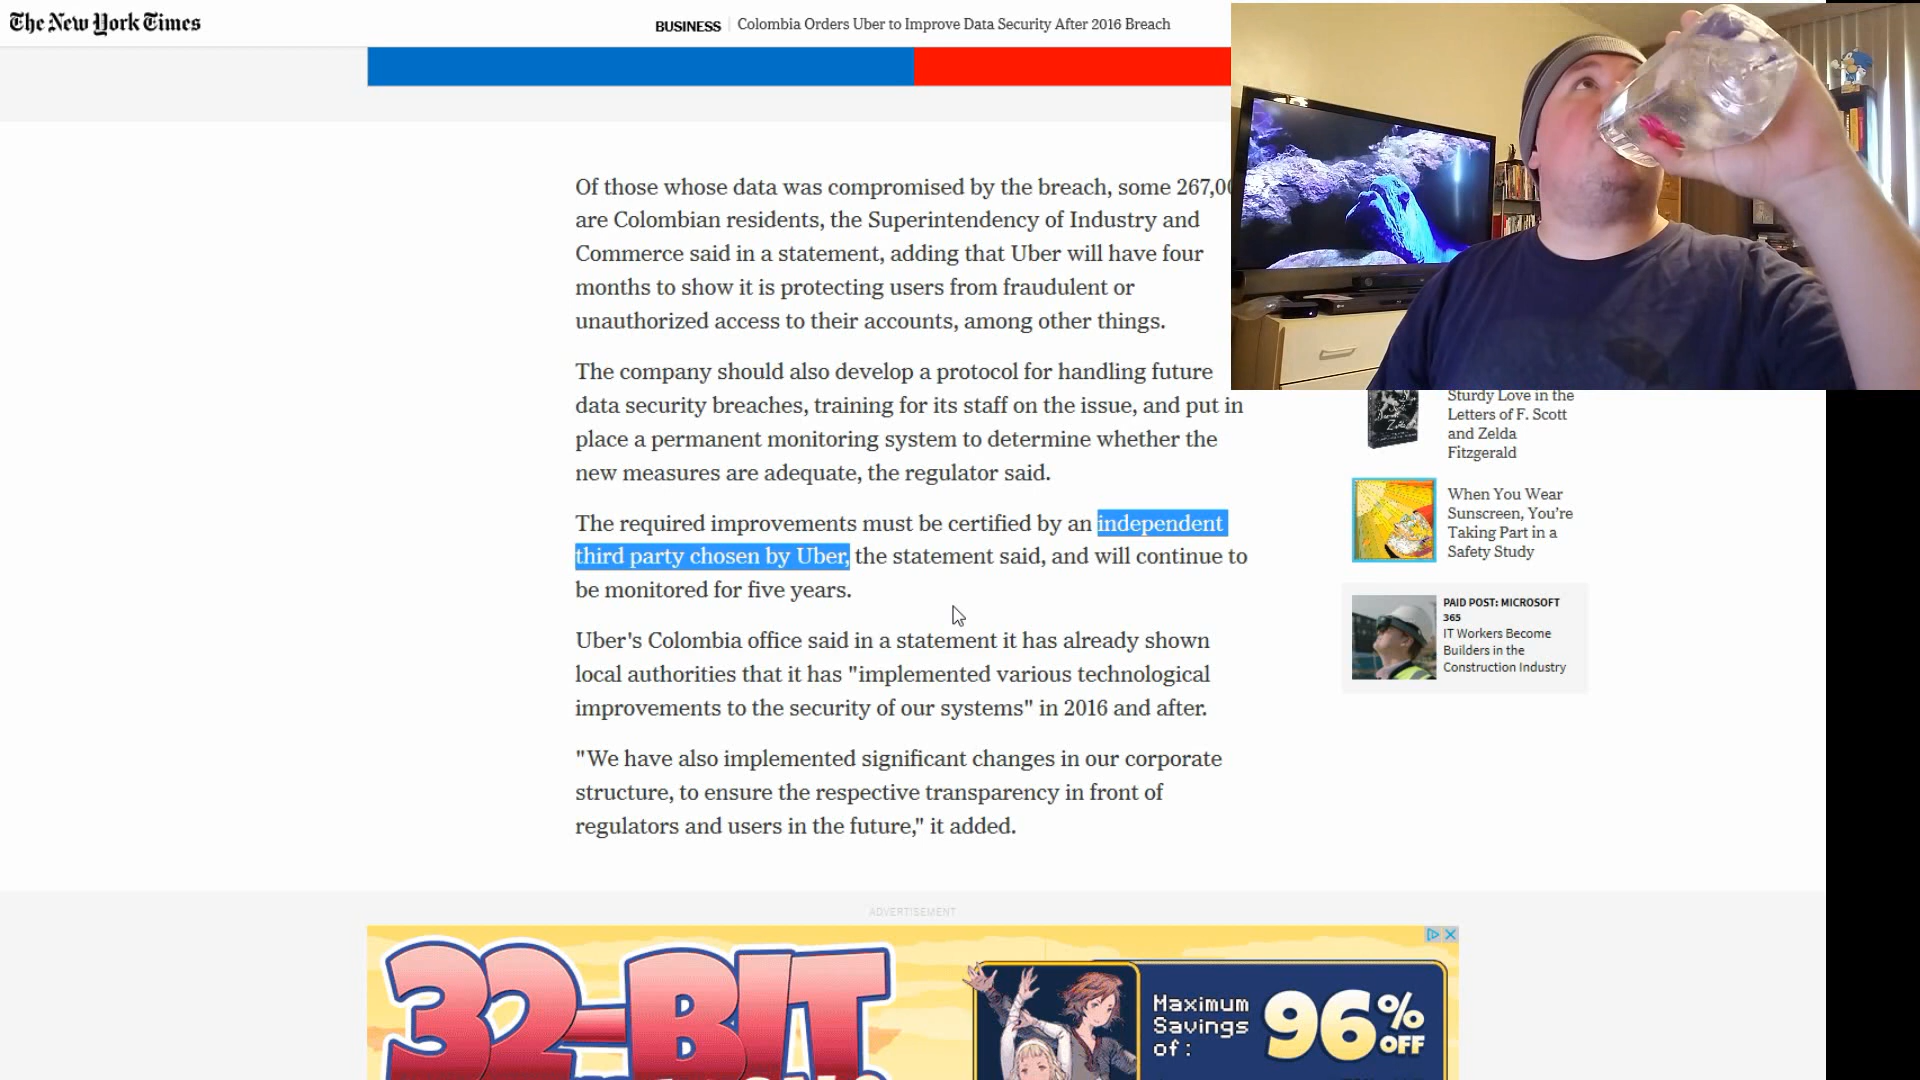 The New York Times
BUSINESS Colombia Orders Uber to Improve Data Security After 2016 Breach
Of those whose data was compromised by the breach, some 267,00
are Colombian residents, the Superintendency of Industry and
Commerce said in a statement, adding that Uber will have four
months to show it is protecting users from fraudulent or
unauthorized access to their accounts, among other things.
The company should also develop a protocol for handling future
data security breaches, training for its staff on the issue, and put in
place a permanent monitoring system to determine whether the
new measures are adequate, the regulator said.
The required improvements must be certified by an independent
third party chosen by Uber, the statement said, and will continue to
be monitored for five years.
Uber's Colombia office said in a statement it has already shown
local authorities that it has "implemented various technological
improvements to the security of our systems" in 2016 and after.
"We have also implemented significant changes in our corporate
structure, to ensure the respective transparency in front of
regulators and users in the future," it added.
Sturdy Love in the
Letters of F. Scott
and Zelda
Fitzgerald
When You Wear
Sunscreen, You're
Taking Part in a
Safety Study
PAID POST: MICROSOFT
365
IT Workers Become
Builders in the
Construction Industry
ADVERTISEMENT
32-BIT
Maximum
Savings
of:
96%
OFF